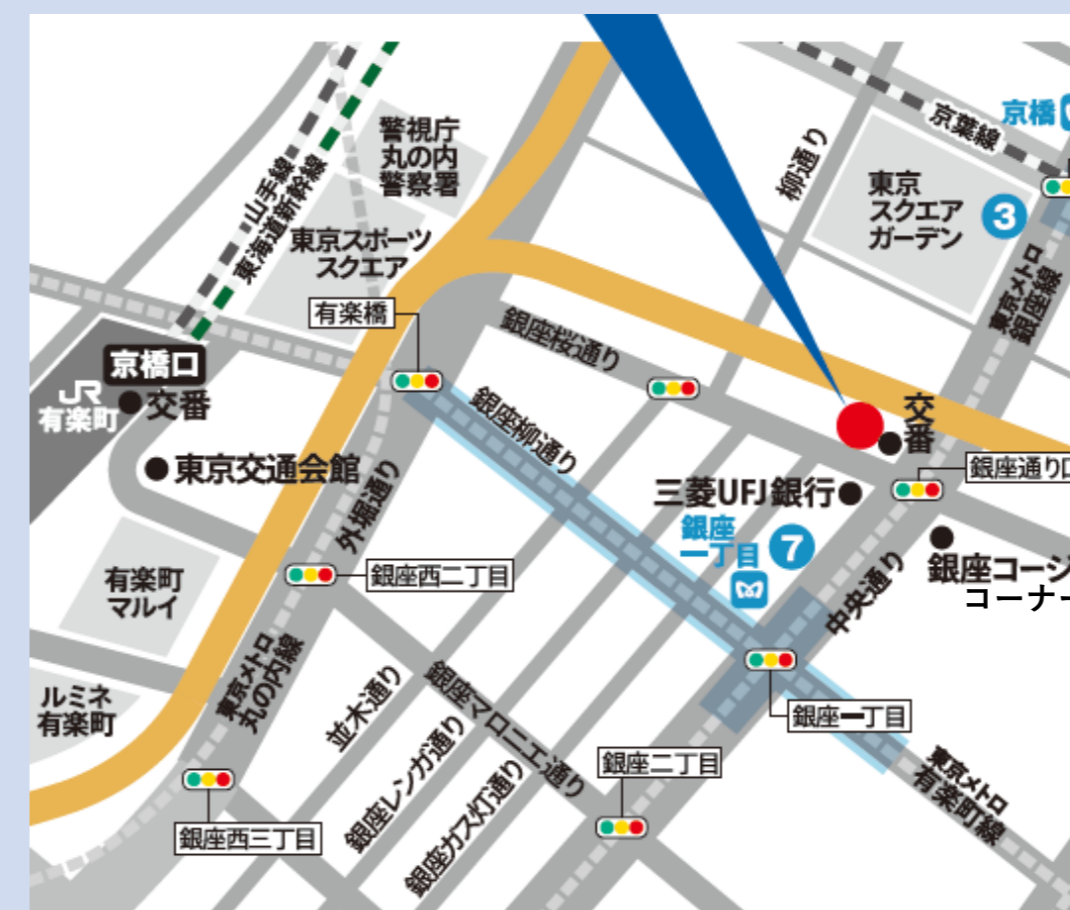 警視庁
丸の内
警察署
山手線
東海道新幹線
東京スポーツ
スクエア
有楽橋
京橋口
JR
有楽町
交番
東京交通会館
有楽町
マルイ
ルミネ
有楽町
外堀通り
銀座西二丁目
東京メトロ
丸の内線
銀座西三丁目
並木通り
銀座レンガ通り
銀座ガス灯通り
銀座マロニエ通り
銀座二丁目
銀座桜通り
銀座柳通り
柳通り
京葉線
京橋
東京
スクエア
ガーデン
3
東京メトロ
銀座線
交番
銀座通り口
三菱UFJ銀行
銀座
一丁目
7
中央通り
銀座コージ
コーナー
銀座一丁目
東京メトロ
有楽町線